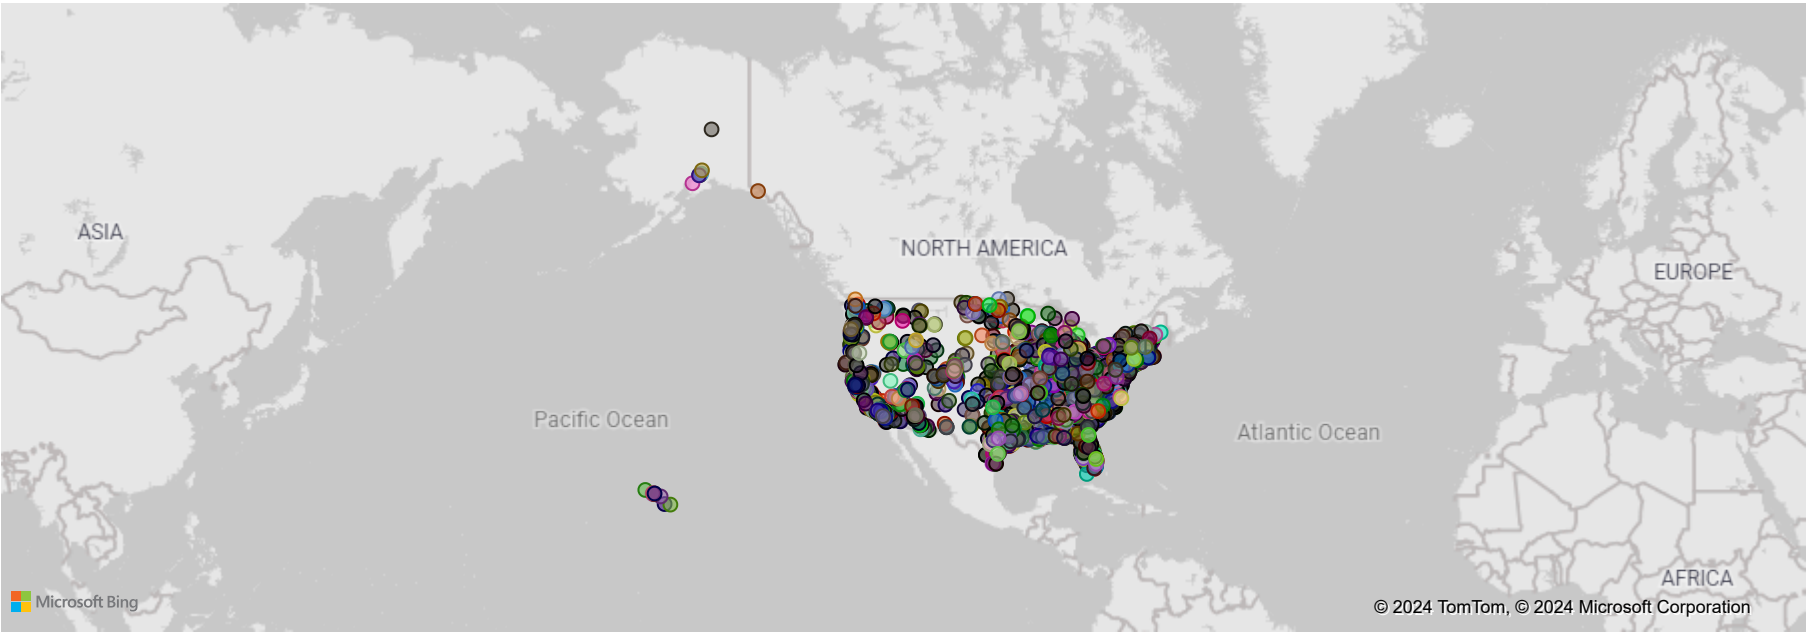 NORTH AMERICA
ASIA
EUROPE
Pacific Ocean
Atlantic Ocean
AFRICA
Microsoft Bing
© 2024 TomTom, © 2024 Microsoft Corporation